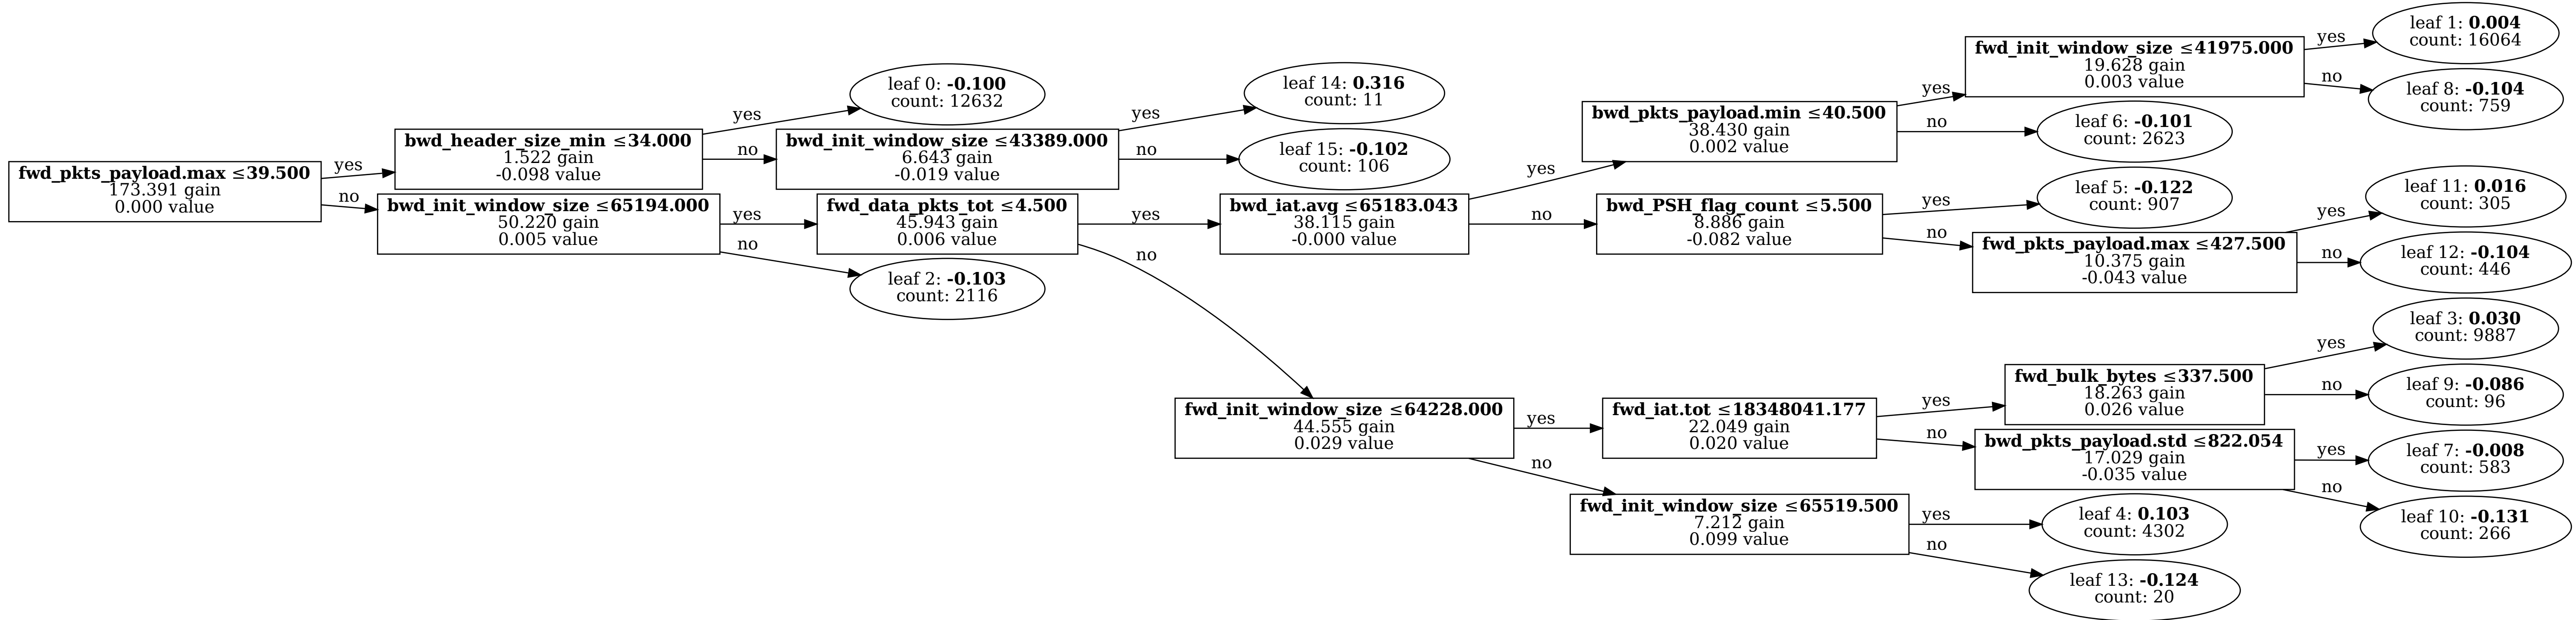 fwd_pkts_payload.max ≤39.500
173.391 gain
0.000 value
yes
no
bwd_header_size_min ≤34.000
1.522 gain
-0.098 value
yes
no
bwd_init_window_size ≤65194.000
50.220 gain
0.005 value
yes
no
leaf 0: -0.100
count: 12632
bwd_init_window_size ≤43389.000
6.643 gain
-0.019 value
yes
no
fwd_data_pkts_tot ≤4.500
45.943 gain
0.006 value
yes
no
leaf 2: -0.103
count: 2116
leaf 14: 0.316
count: 11
leaf 15: -0.102
count: 106
bwd_iat.avg ≤65183.043
38.115 gain
-0.000 value
yes
no
fwd_init_window_size ≤64228.000
44.555 gain
0.029 value
yes
no
bwd_pkts_payload.min ≤40.500
38.430 gain
0.002 value
yes
no
bwd_PSH_flag_count ≤5.500
8.886 gain
-0.082 value
yes
no
fwd_iat.tot ≤18348041.177
22.049 gain
0.020 value
yes
no
fwd_init_window_size ≤65519.500
7.212 gain
0.099 value
yes
no
fwd_init_window_size ≤41975.000
19.628 gain
0.003 value
yes
no
leaf 6: -0.101
count: 2623
leaf 5: -0.122
count: 907
fwd_pkts_payload.max ≤427.500
10.375 gain
-0.043 value
yes
no
fwd_bulk_bytes ≤337.500
18.263 gain
0.026 value
yes
no
bwd_pkts_payload.std ≤822.054
17.029 gain
-0.035 value
yes
no
leaf 4: 0.103
count: 4302
leaf 13: -0.124
count: 20
leaf 1: 0.004
count: 16064
leaf 8: -0.104
count: 759
leaf 11: 0.016
count: 305
leaf 12: -0.104
count: 446
leaf 3: 0.030
count: 9887
leaf 9: -0.086
count: 96
leaf 7: -0.008
count: 583
leaf 10: -0.131
count: 266